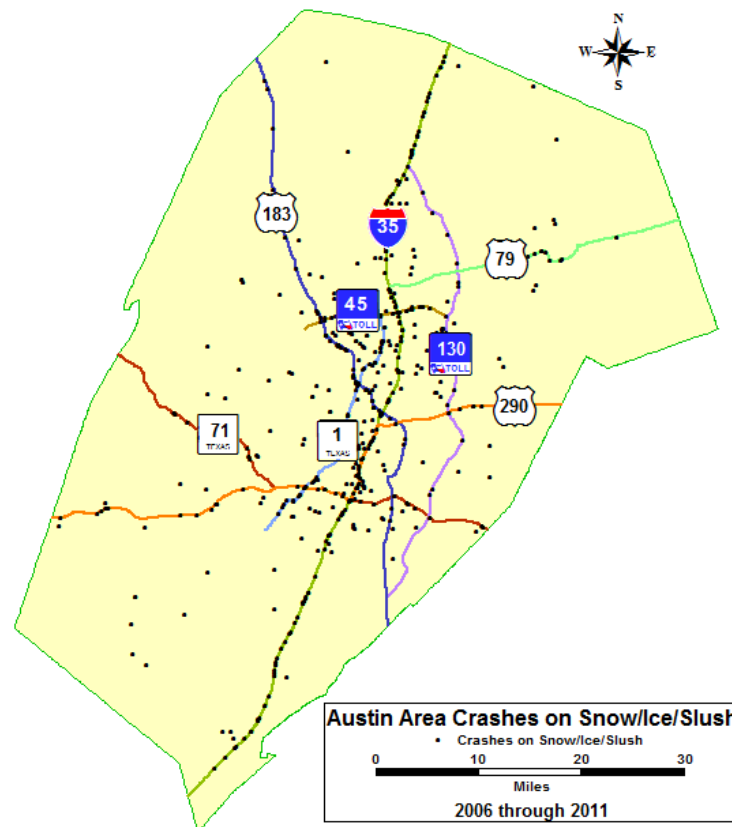 N
W E
S
183
35
79
45
TOLL
130
TOLL
290
71
TEXAS
1
TEXAS
Austin Area Crashes on Snow/Ice/Slush
Crashes on Snow/Ice/Slush
0 10 20 30
Miles
2006 through 2011